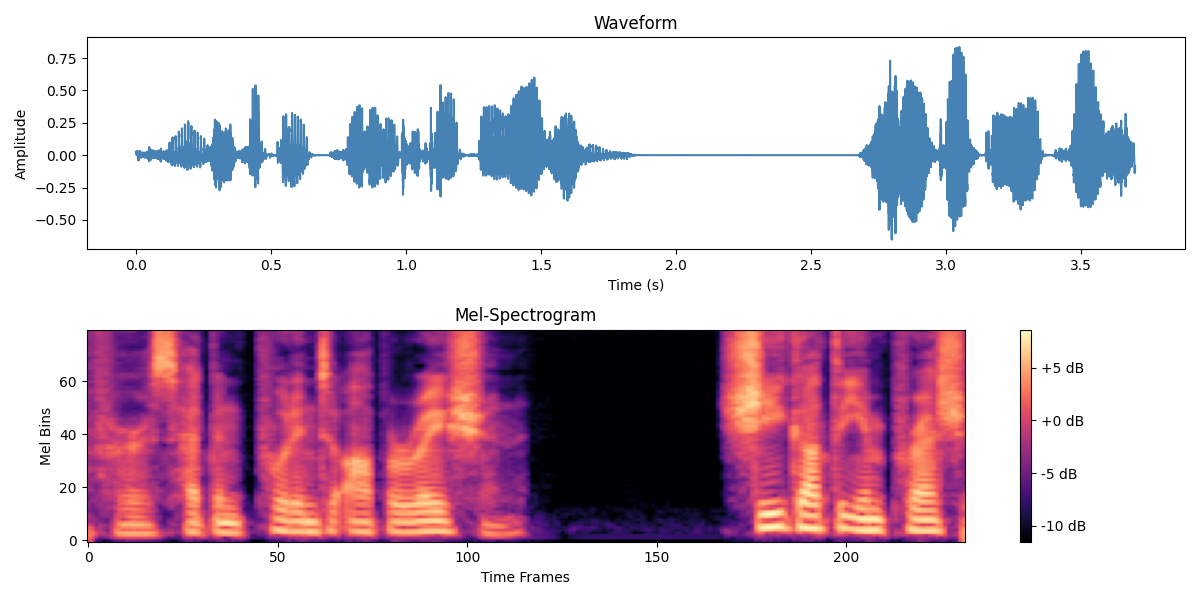 Waveform
0.75
0.50
0.25
0.00
−0.25
−0.50
Amplitude
0.0 0.5 1.0 1.5 2.0 2.5 3.0 3.5
Time (s)
Mel-Spectrogram
60
40
20
0
Mel Bins
0 50 100 150 200
Time Frames
+5 dB
+0 dB
-5 dB
-10 dB